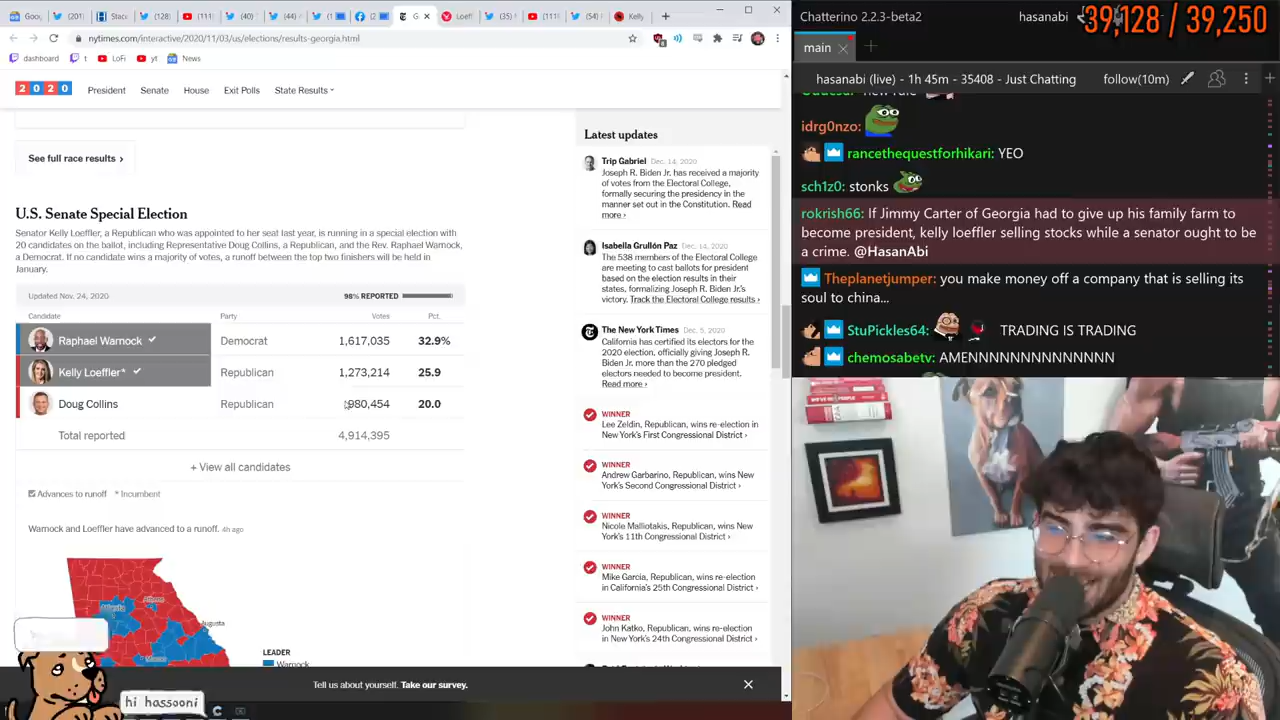 Goo
(201
Stac
(111
(128)
(40)
(44)
(1
(2
G
Loef
(35)
(111
(54)
Kelly
nytimes.com/interactive/2020/11/03/us/elections/results-georgia.html
dashboard
t
LoFi
yt
News
2020
President
Senate
House
Exit Polls
State Results
See full race results ›
U.S. Senate Special Election
Senator Kelly Loeffler, a Republican who was appointed to her seat last year, is running in a special election with
20 candidates on the ballot, including Representative Doug Collins, a Republican, and the Rev. Raphael Warnock,
a Democrat. If no candidate wins a majority of votes, a runoff between the top two finishers will be held in
January.
Updated Nov. 24, 2020
98% REPORTED
Candidate Party Votes Pct.
Raphael Warnock ✓ Democrat 1,617,035 32.9%
Kelly Loeffler* ✓ Republican 1,273,214 25.9
Doug Collins Republican 980,454 20.0
Total reported 4,914,395
+ View all candidates
Advances to runoff * Incumbent
Warnock and Loeffler have advanced to a runoff. 4h ago
Atlanta
Athens
Augusta
Macon
LEADER
Warnock
hi hassooni
Tell us about yourself. Take our survey.
Latest updates
Trip Gabriel Dec. 14, 2020
Joseph R. Biden Jr. has received a majority
of votes from the Electoral College,
formally securing the presidency in the
manner set out in the Constitution. Read
more ›
Isabella Grullón Paz Dec. 14, 2020
The 538 members of the Electoral College
are meeting to cast ballots for president
based on the election results in their
states, formalizing Joseph R. Biden Jr.'s
victory. Track the Electoral College results ›
The New York Times Dec. 5, 2020
California has certified its electors for the
2020 election, officially giving Joseph R.
Biden Jr. more than the 270 pledged
electors needed to become president.
Read more ›
WINNER
Lee Zeldin, Republican, wins re-election in
New York's First Congressional District ›
WINNER
Andrew Garbarino, Republican, wins New
York's Second Congressional District ›
WINNER
Nicole Malliotakis, Republican, wins New
York's 11th Congressional District ›
WINNER
Mike Garcia, Republican, wins re-election
in California's 25th Congressional District ›
WINNER
John Katko, Republican, wins re-election
in New York's 24th Congressional District ›
Chatterino 2.2.3-beta2
hasanabi
39,128 / 39,250
main
hasanabi (live) - 1h 45m - 35408 - Just Chatting
follow(10m)
idrg0nzo:
rancethequestforhikari: YEO
sch1z0: stonks
rokrish66: If Jimmy Carter of Georgia had to give up his family farm to
become president, kelly loeffler selling stocks while a senator ought to
be a crime. @HasanAbi
Theplanetjumper: you make money off a company that is selling its
soul to china...
StuPickles64: TRADING IS TRADING
chemosabetv: AMENNNNNNNNNNNNN